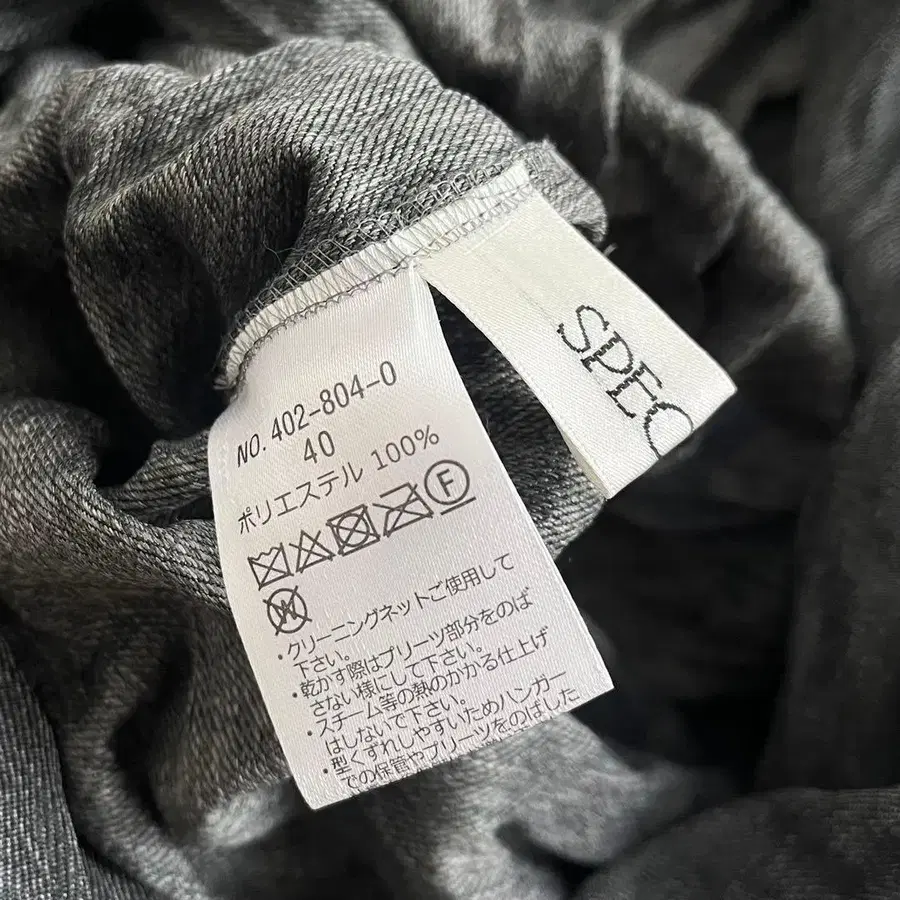 NO. 402-804-0
40
ポリエステル 100%
F
W
・クリーニングネットご使用して
下さい。
・乾かす際はプリーツ部分をのば
さない様にして下さい。
・スチーム等の熱のかかる仕上げ
はしないで下さい。
・型くずれしやすいためハンガー
での保管やプリーツをのばした
SPEC